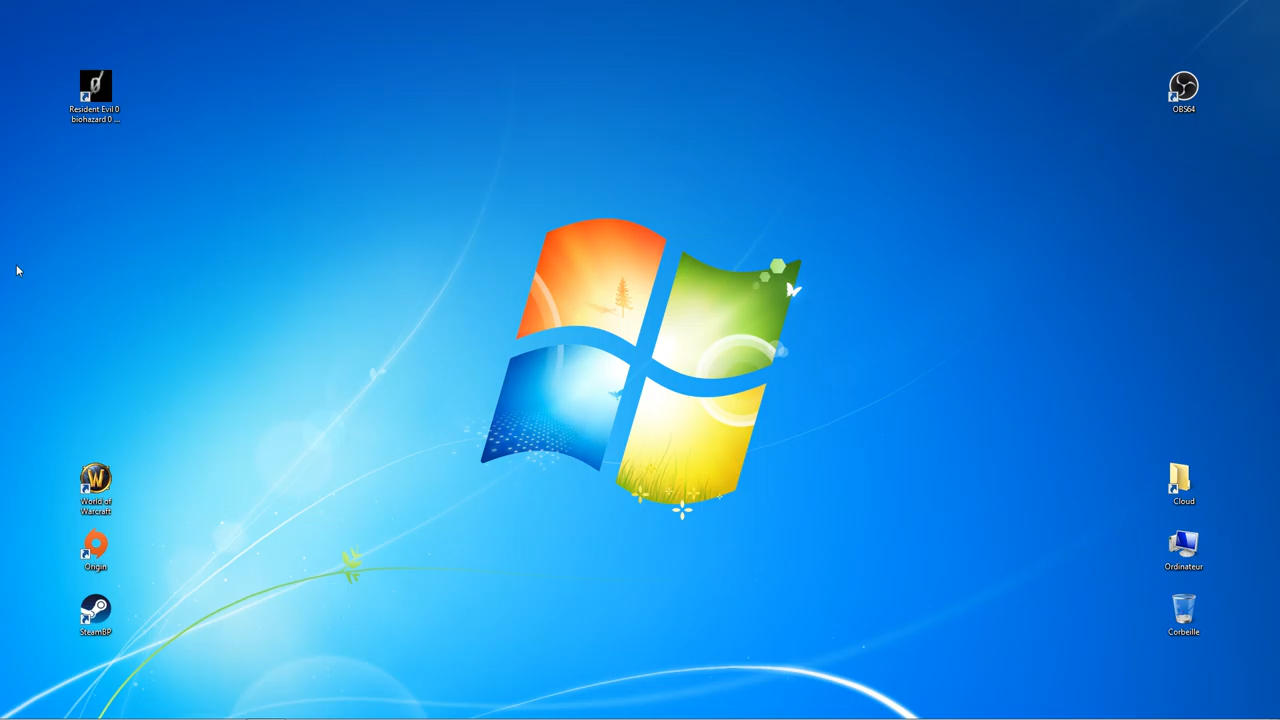 Resident Evil 0
biohazard 0 ...
OBS64
World of
Warcraft
Origin
SteamBP
Cloud
Ordinateur
Corbeille